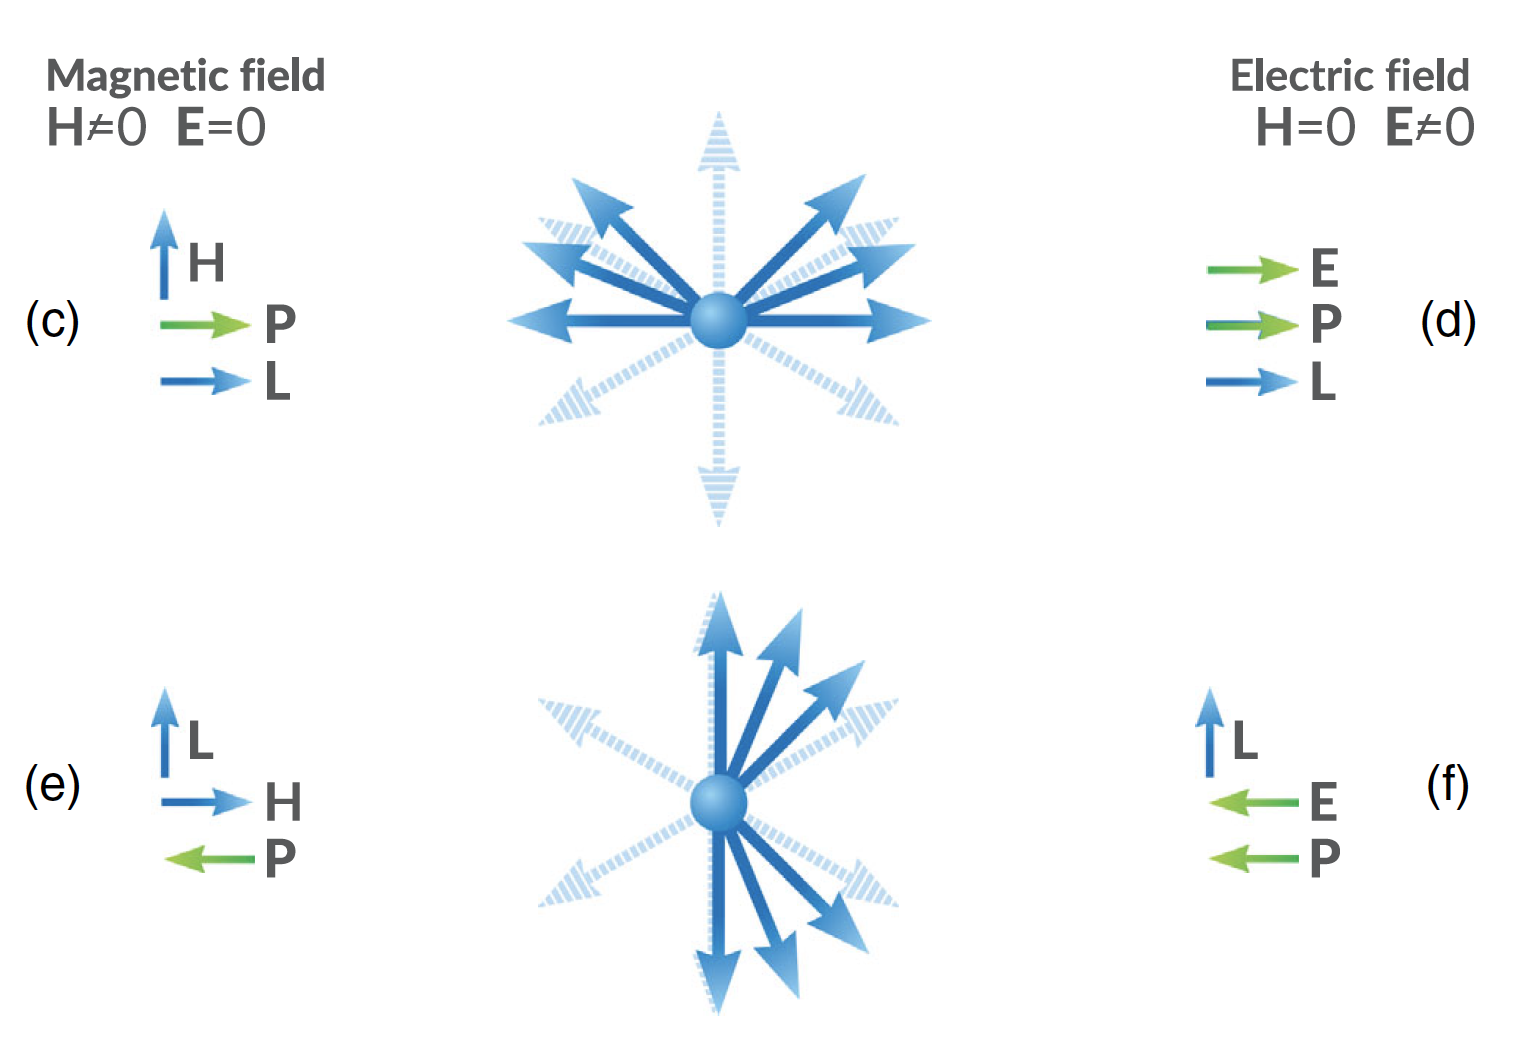 Magnetic field
H≠0 E=0
Electric field
H=0 E≠0
H
(c)
P
L
E
P
(d)
L
L
(e)
H
P
L
E
(f)
P